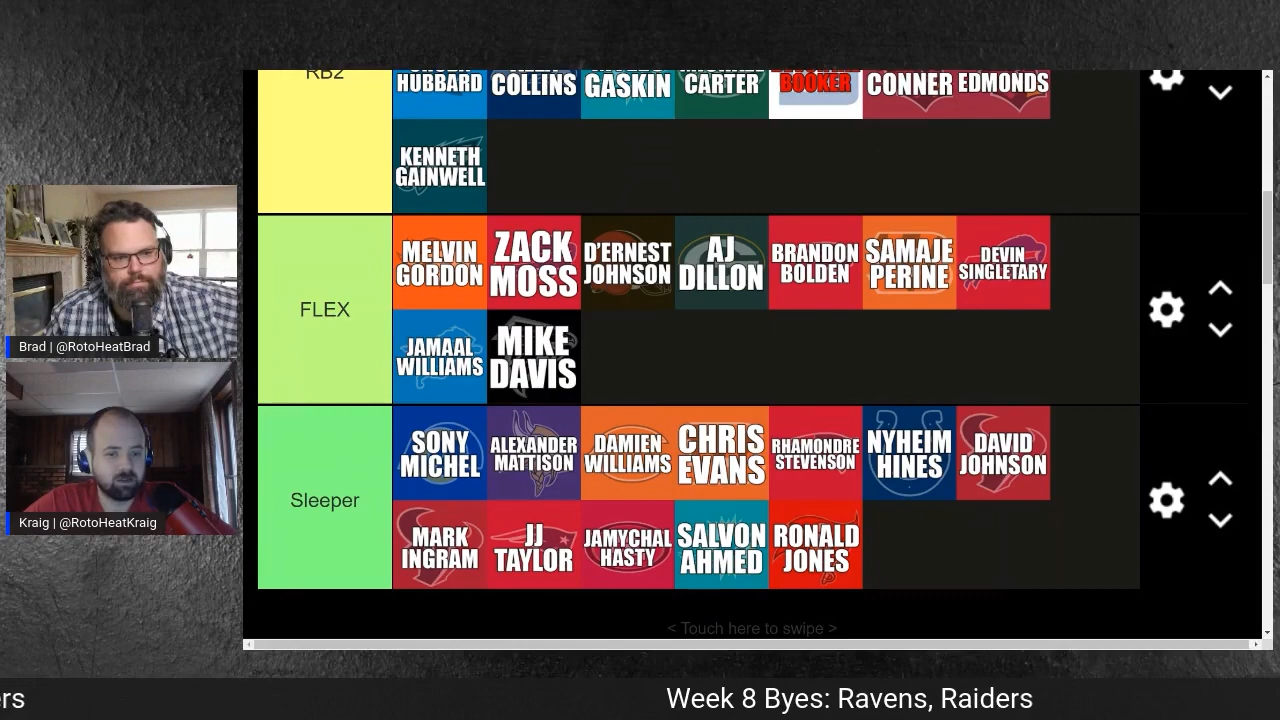 RB2
HUBBARD
COLLINS
GASKIN
CARTER
BOOKER
CONNER
EDMONDS
KENNETH
GAINWELL
FLEX
MELVIN
GORDON
ZACK
MOSS
D'ERNEST
JOHNSON
AJ
DILLON
BRANDON
BOLDEN
SAMAJE
PERINE
DEVIN
SINGLETARY
JAMAAL
WILLIAMS
MIKE
DAVIS
Sleeper
SONY
MICHEL
ALEXANDER
MATTISON
DAMIEN
WILLIAMS
CHRIS
EVANS
RHAMONDRE
STEVENSON
NYHEIM
HINES
DAVID
JOHNSON
MARK
INGRAM
JJ
TAYLOR
JAMYCHAL
HASTY
SALVON
AHMED
RONALD
JONES
< Touch here to swipe >
Brad | @RotoHeatBrad
Kraig | @RotoHeatKraig
ers
Week 8 Byes: Ravens, Raiders